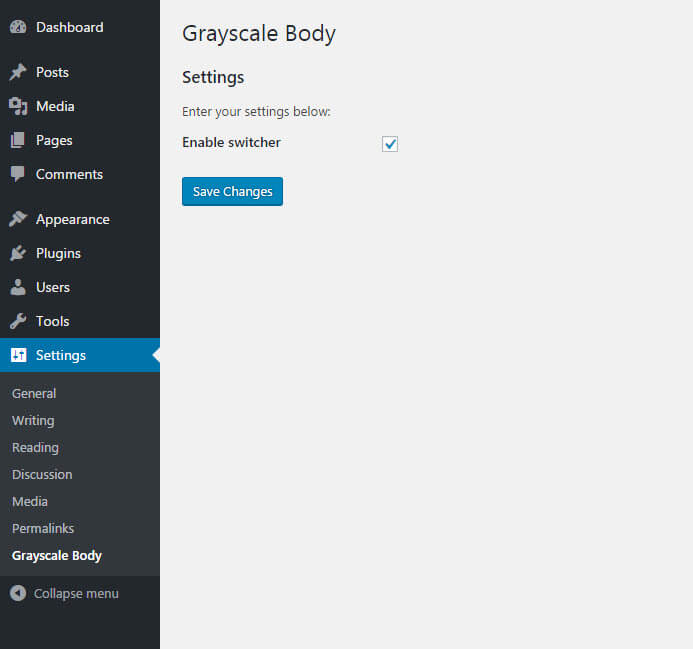 Dashboard
Posts
Media
Pages
Comments
Appearance
Plugins
Users
Tools
Settings
General
Writing
Reading
Discussion
Media
Permalinks
Grayscale Body
Collapse menu
Grayscale Body
Settings
Enter your settings below:
Enable switcher
Save Changes